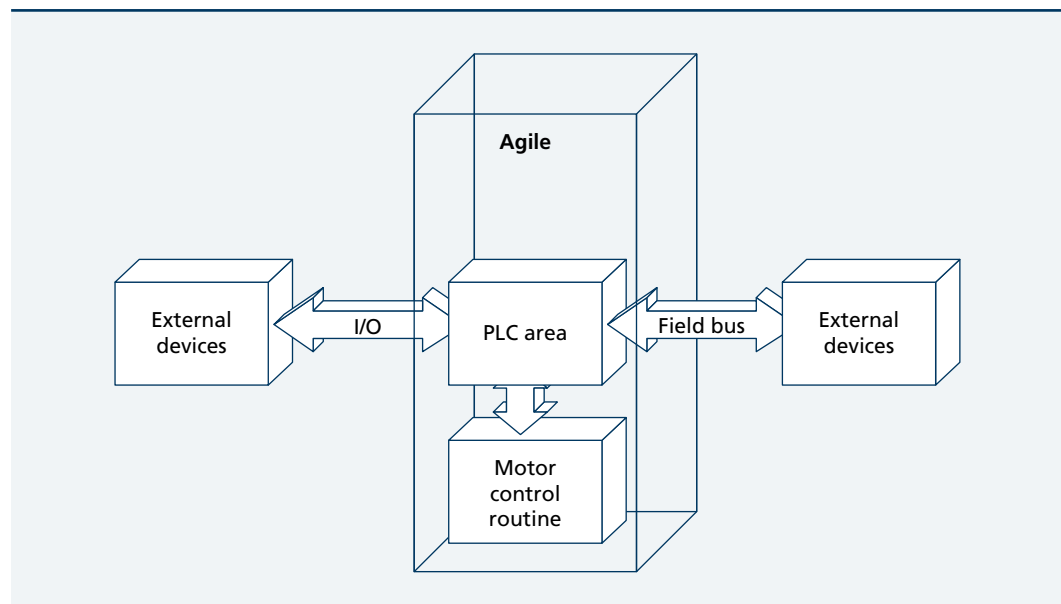 Agile
External
devices
I/O
PLC area
Field bus
External
devices
Motor
control
routine